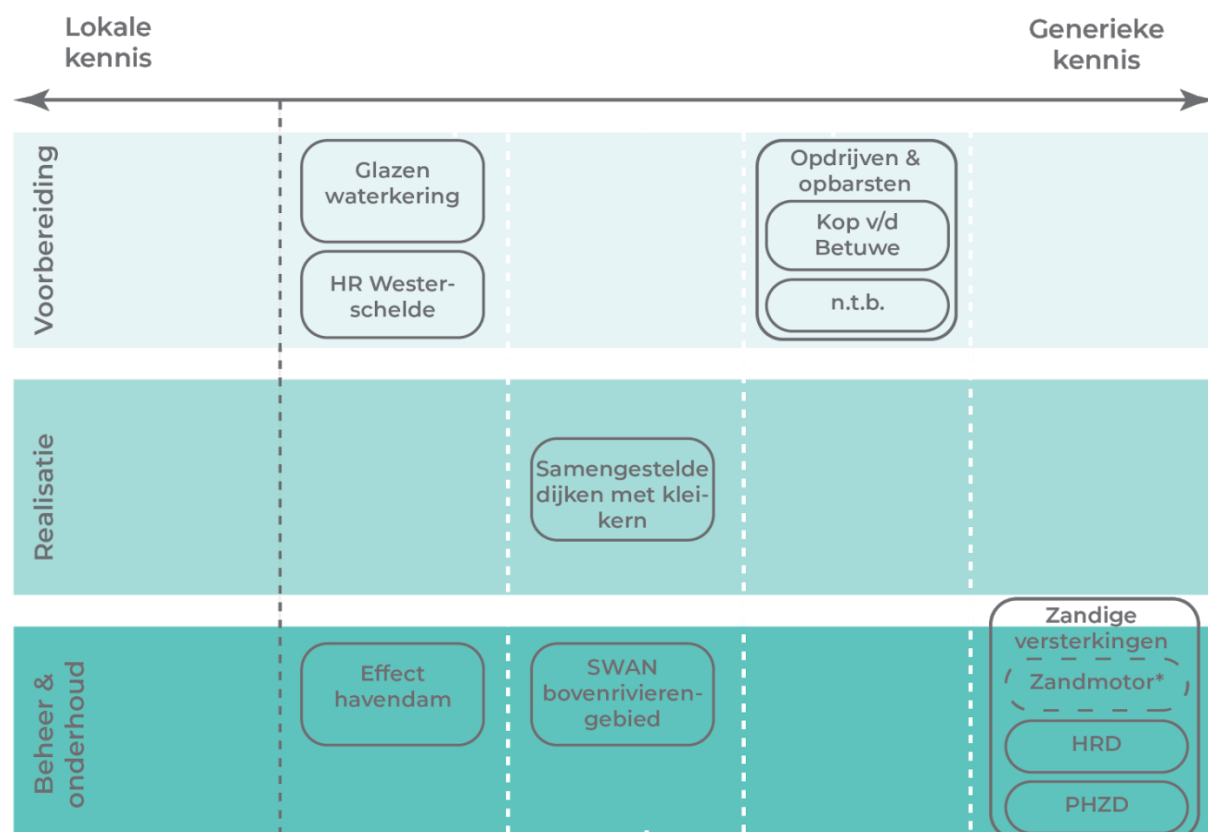 Lokale
kennis
Generieke
kennis
Voorbereiding
Glazen
waterkering
HR Wester-
schelde
Opdrijven &
opbarsten
Kop v/d
Betuwe
n.t.b.
Realisatie
Samengestelde
dijken met klei-
kern
Beheer &
onderhoud
Effect
havendam
SWAN
bovenrivieren-
gebied
Zandige
versterkingen
Zandmotor*
HRD
PHZD